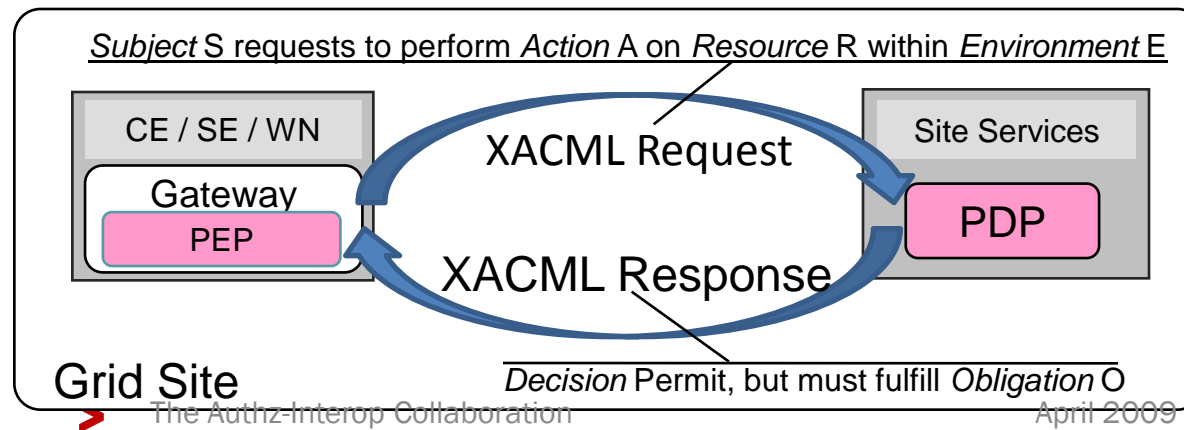 Subject S requests to perform Action A on Resource R within Environment E
CE / SE / WN
Site Services
XACML Request
Gateway
PEP
PDP
XACML Response
Grid Site
Decision Permit, but must fulfill Obligation O
The Authz-Interop Collaboration
April 2009